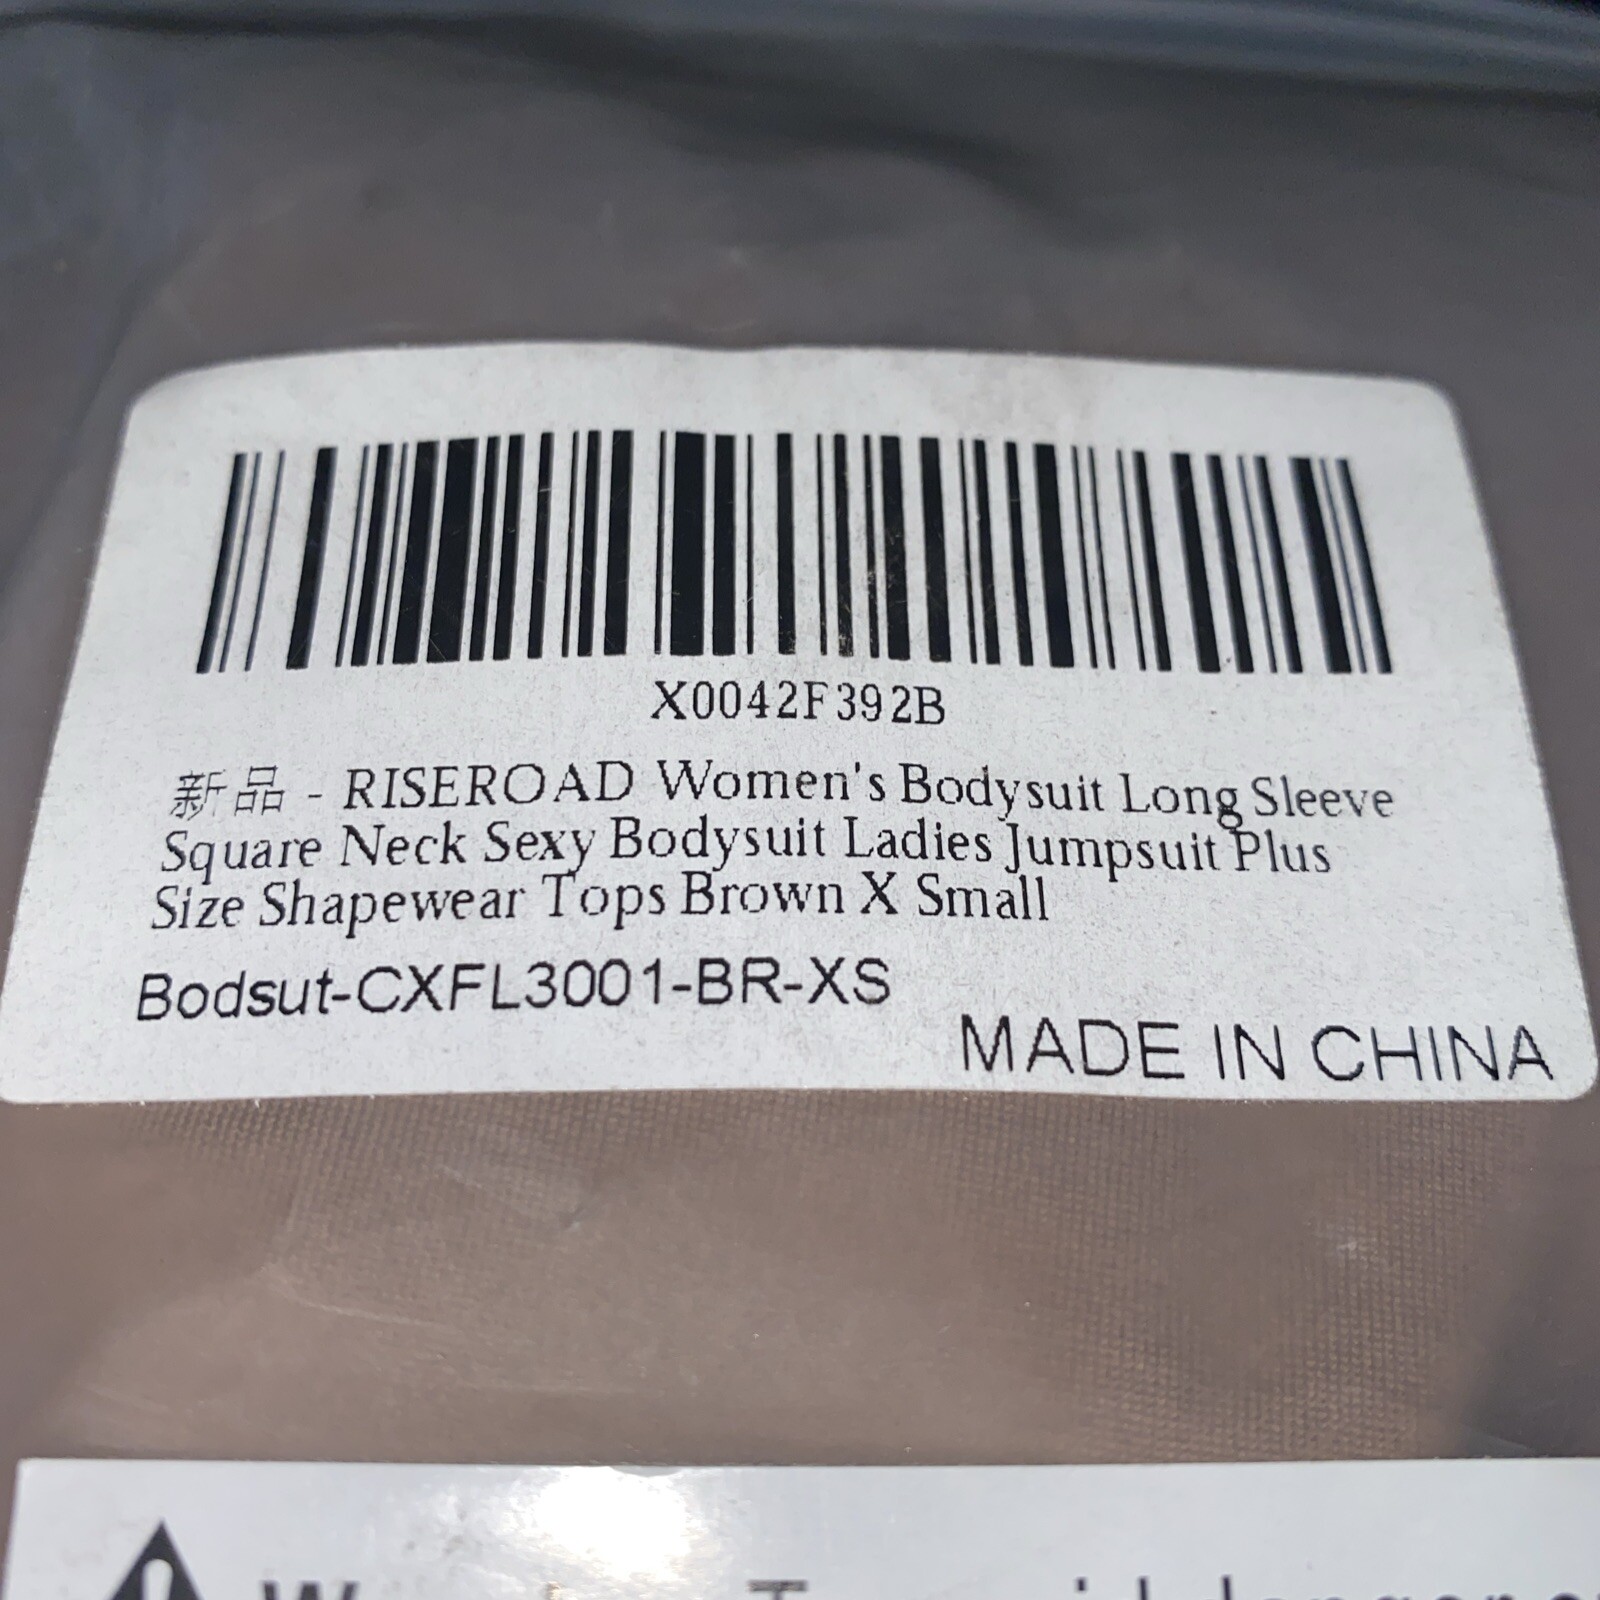 X0042F392B
新品 - RISEROAD Women's Bodysuit Long Sleeve
Square Neck Sexy Bodysuit Ladies Jumpsuit Plus
Size Shapewear Tops Brown X Small
Bodsut-CXFL3001-BR-XS
MADE IN CHINA